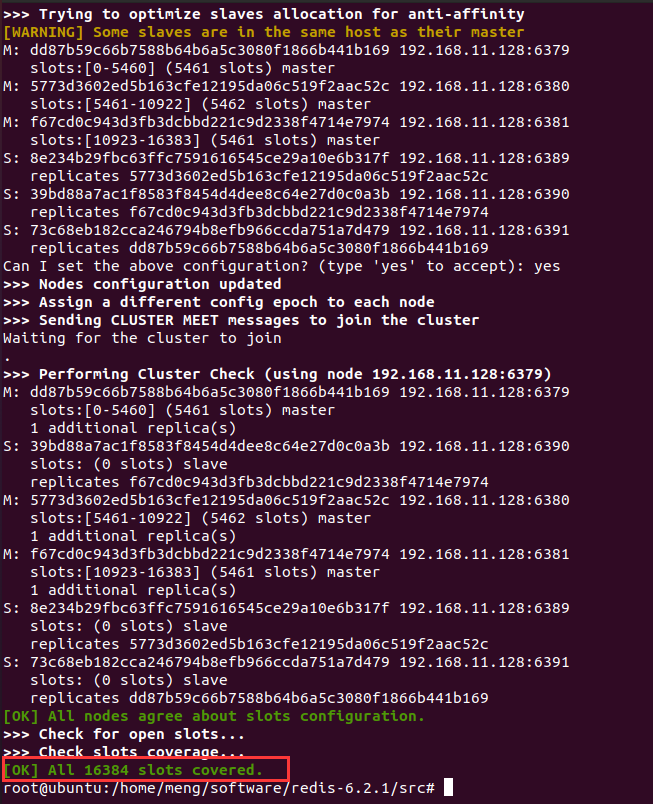 >>> Trying to optimize slaves allocation for anti-affinity
[WARNING] Some slaves are in the same host as their master
M: dd87b59c66b7588b64b6a5c3080f1866b441b169 192.168.11.128:6379
   slots:[0-5460] (5461 slots) master
M: 5773d3602ed5b163cfe12195da06c519f2aac52c 192.168.11.128:6380
   slots:[5461-10922] (5462 slots) master
M: f67cd0c943d3fb3dcbbd221c9d2338f4714e7974 192.168.11.128:6381
   slots:[10923-16383] (5461 slots) master
S: 8e234b29fbc63ffc7591616545ce29a10e6b317f 192.168.11.128:6389
   replicates 5773d3602ed5b163cfe12195da06c519f2aac52c
S: 39bd88a7ac1f8583f8454d4dee8c64e27d0c0a3b 192.168.11.128:6390
   replicates f67cd0c943d3fb3dcbbd221c9d2338f4714e7974
S: 73c68eb182cca246794b8efb966ccda751a7d479 192.168.11.128:6391
   replicates dd87b59c66b7588b64b6a5c3080f1866b441b169
Can I set the above configuration? (type 'yes' to accept): yes
>>> Nodes configuration updated
>>> Assign a different config epoch to each node
>>> Sending CLUSTER MEET messages to join the cluster
Waiting for the cluster to join
.
>>> Performing Cluster Check (using node 192.168.11.128:6379)
M: dd87b59c66b7588b64b6a5c3080f1866b441b169 192.168.11.128:6379
   slots:[0-5460] (5461 slots) master
   1 additional replica(s)
S: 39bd88a7ac1f8583f8454d4dee8c64e27d0c0a3b 192.168.11.128:6390
   slots: (0 slots) slave
   replicates f67cd0c943d3fb3dcbbd221c9d2338f4714e7974
M: 5773d3602ed5b163cfe12195da06c519f2aac52c 192.168.11.128:6380
   slots:[5461-10922] (5462 slots) master
   1 additional replica(s)
M: f67cd0c943d3fb3dcbbd221c9d2338f4714e7974 192.168.11.128:6381
   slots:[10923-16383] (5461 slots) master
   1 additional replica(s)
S: 8e234b29fbc63ffc7591616545ce29a10e6b317f 192.168.11.128:6389
   slots: (0 slots) slave
   replicates 5773d3602ed5b163cfe12195da06c519f2aac52c
S: 73c68eb182cca246794b8efb966ccda751a7d479 192.168.11.128:6391
   slots: (0 slots) slave
   replicates dd87b59c66b7588b64b6a5c3080f1866b441b169
[OK] All nodes agree about slots configuration.
>>> Check for open slots...
>>> Check slots coverage...
[OK] All 16384 slots covered.
root@ubuntu:/home/meng/software/redis-6.2.1/src#